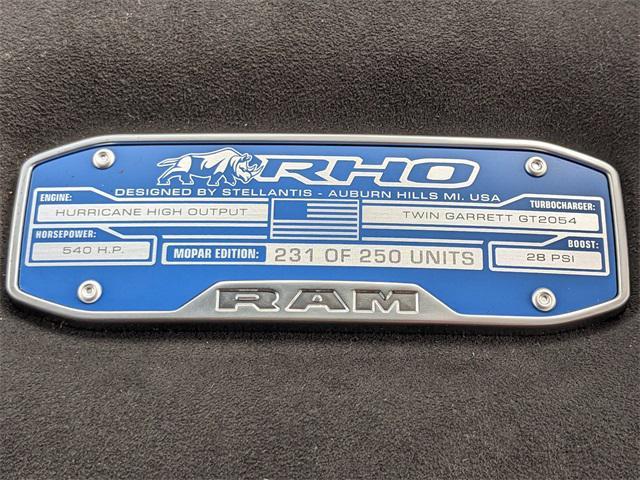 RHO
DESIGNED BY STELLANTIS - AUBURN HILLS MI. USA
ENGINE:
HURRICANE HIGH OUTPUT
TURBOCHARGER:
TWIN GARRETT GT2054
HORSEPOWER:
540 H.P.
MOPAR EDITION: 231 OF 250 UNITS
BOOST:
28 PSI
RAM